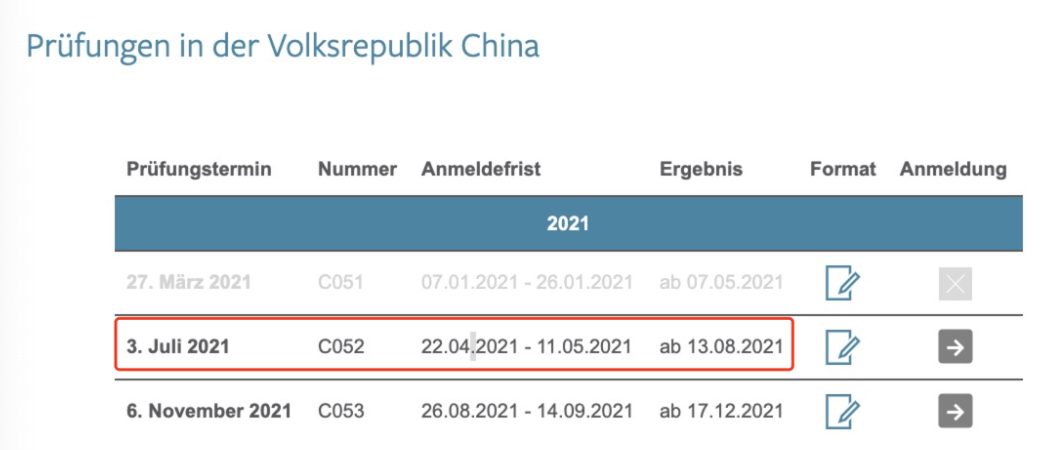 Prüfungen in der Volksrepublik China
Prüfungstermin Nummer Anmeldefrist Ergebnis Format Anmeldung
2021
27. März 2021 C051 07.01.2021 - 26.01.2021 ab 07.05.2021
3. Juli 2021 C052 22.04.2021 - 11.05.2021 ab 13.08.2021
6. November 2021 C053 26.08.2021 - 14.09.2021 ab 17.12.2021